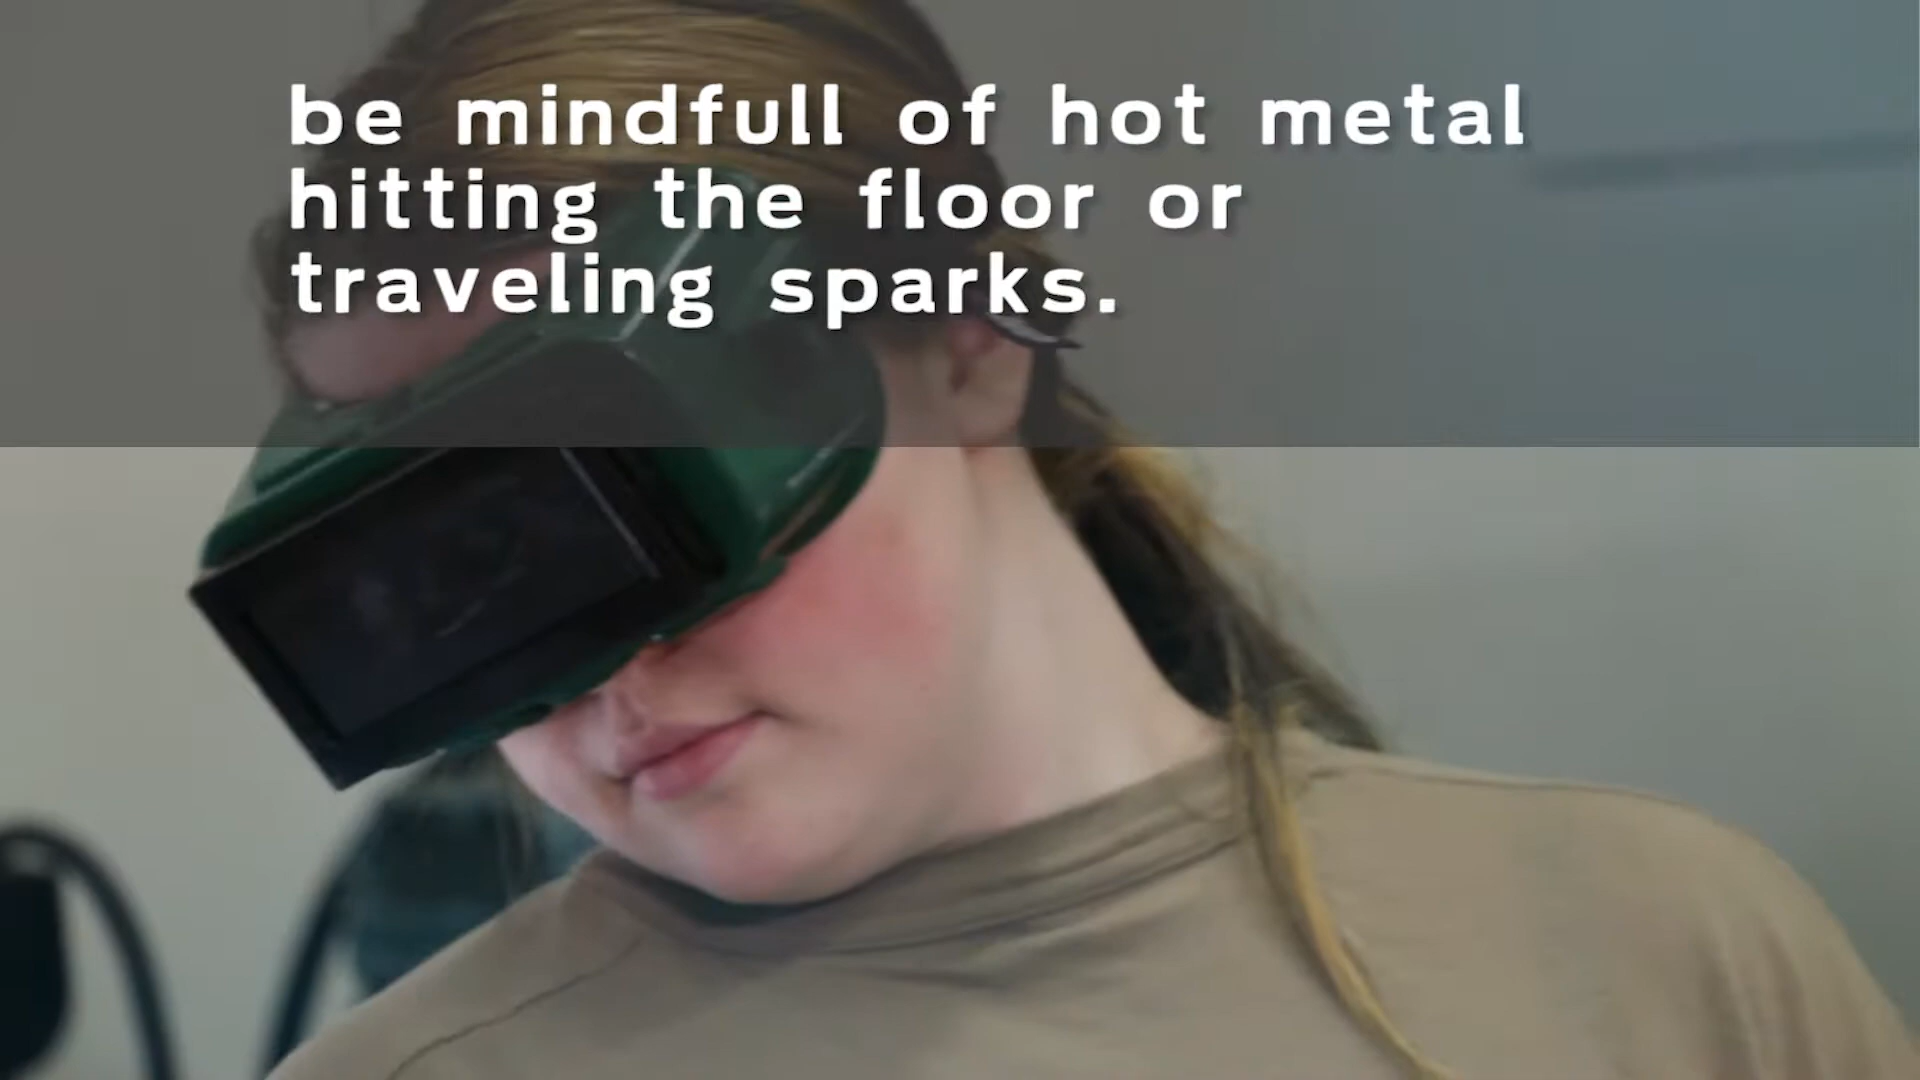 be mindfull of hot metal
hitting the floor or
traveling sparks.